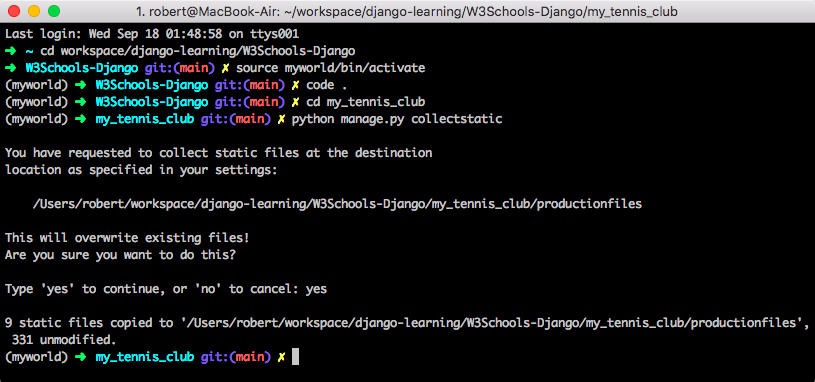 1. robert@MacBook-Air: ~/workspace/django-learning/W3Schools-Django/my_tennis_club
Last login: Wed Sep 18 01:48:58 on ttys001
➜ ~ cd workspace/django-learning/W3Schools-Django
➜ W3Schools-Django git:(main) ✗ source myworld/bin/activate
(myworld) ➜ W3Schools-Django git:(main) ✗ code .
(myworld) ➜ W3Schools-Django git:(main) ✗ cd my_tennis_club
(myworld) ➜ my_tennis_club git:(main) ✗ python manage.py collectstatic
You have requested to collect static files at the destination
location as specified in your settings:
/Users/robert/workspace/django-learning/W3Schools-Django/my_tennis_club/productionfiles
This will overwrite existing files!
Are you sure you want to do this?
Type 'yes' to continue, or 'no' to cancel: yes
9 static files copied to '/Users/robert/workspace/django-learning/W3Schools-Django/my_tennis_club/productionfiles',
331 unmodified.
(myworld) ➜ my_tennis_club git:(main) ✗